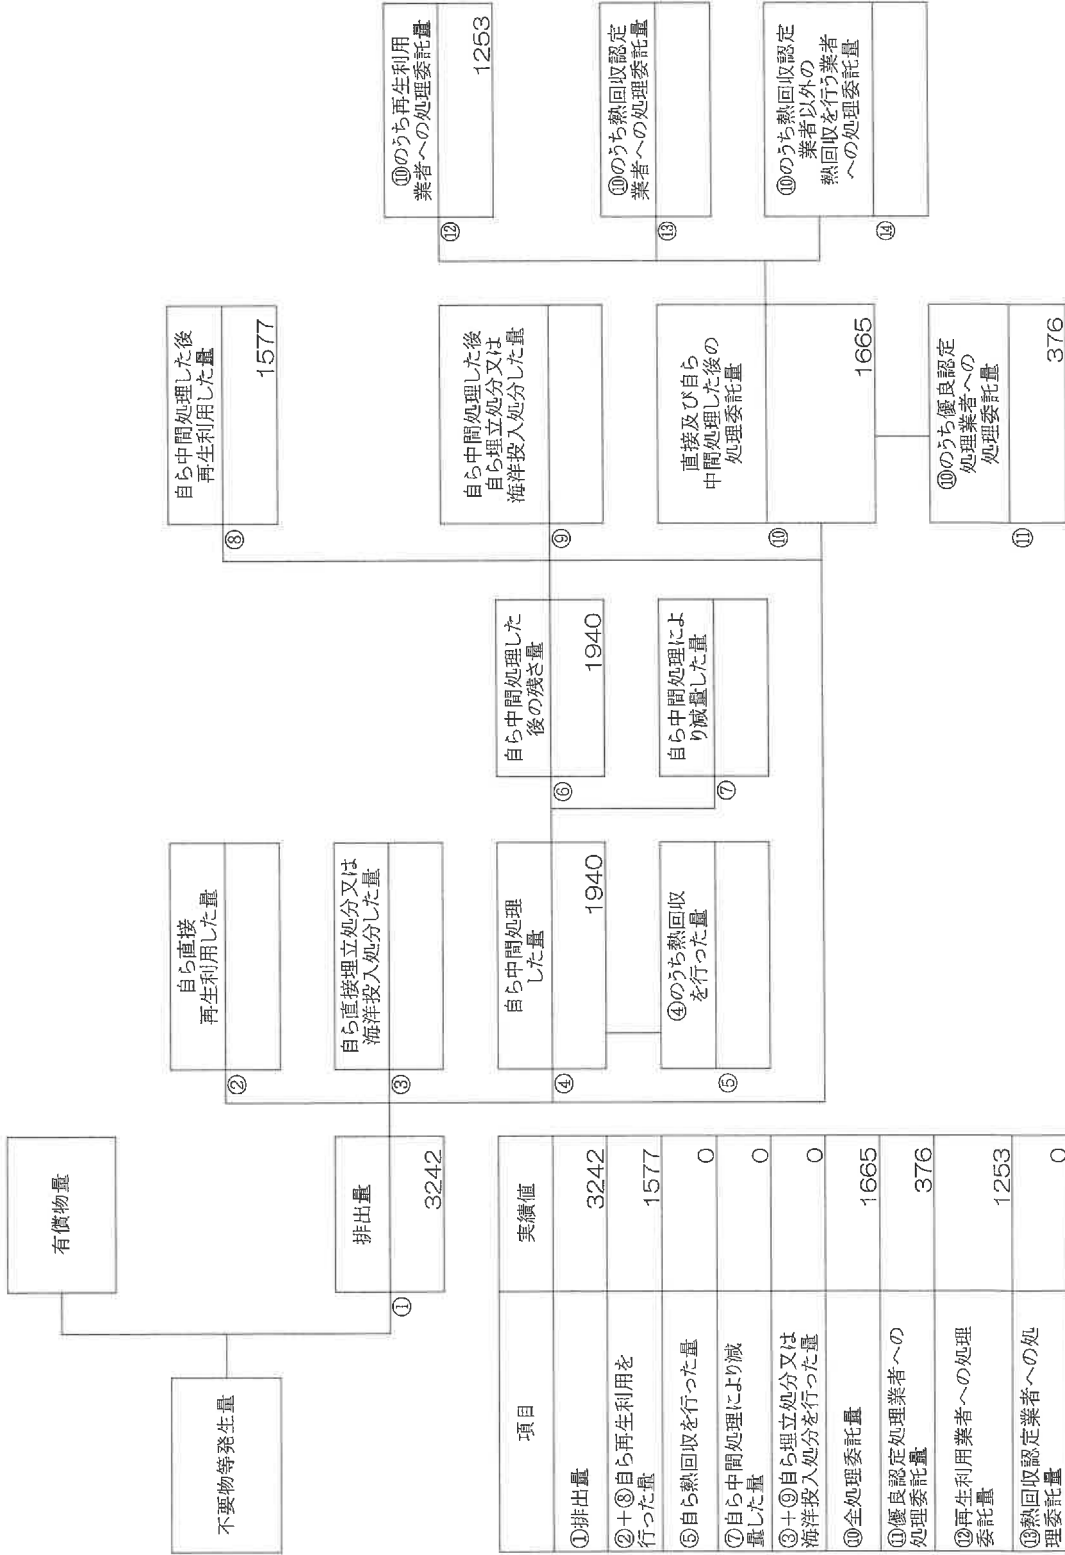 不要物等発生量
有償物量
①
排出量
3242
②
自ら直接
再生利用した量
③
自ら直接埋立処分又は
海洋投入処分した量
④
自ら中間処理
した量
1940
⑤
④のうち熱回収
を行った量
⑥
自ら中間処理した
後の残さ量
1940
⑦
自ら中間処理によ
り減量した量
⑧
自ら中間処理した後
再生利用した量
1577
⑨
自ら中間処理した後
自ら埋立処分又は
海洋投入処分した量
⑩
直接及び自ら
中間処理した後の
処理委託量
1665
⑪
⑩のうち優良認定
処理業者への
処理委託量
376
⑫
⑩のうち再生利用
業者への処理委託量
1253
⑬
⑩のうち熱回収認定
業者への処理委託量
⑭
⑩のうち熱回収認定
業者以外の
熱回収を行う業者
への処理委託量
項目 実績値
①排出量 3242
②+⑧自ら再生利用を
行った量 1577
⑤自ら熱回収を行った量 0
⑦自ら中間処理により減
量した量 0
③+⑨自ら埋立処分又は
海洋投入処分を行った量 0
⑩全処理委託量 1665
⑪優良認定処理業者への
処理委託量 376
⑫再生利用業者への処理
委託量 1253
⑬熱回収認定業者への処
理委託量 0